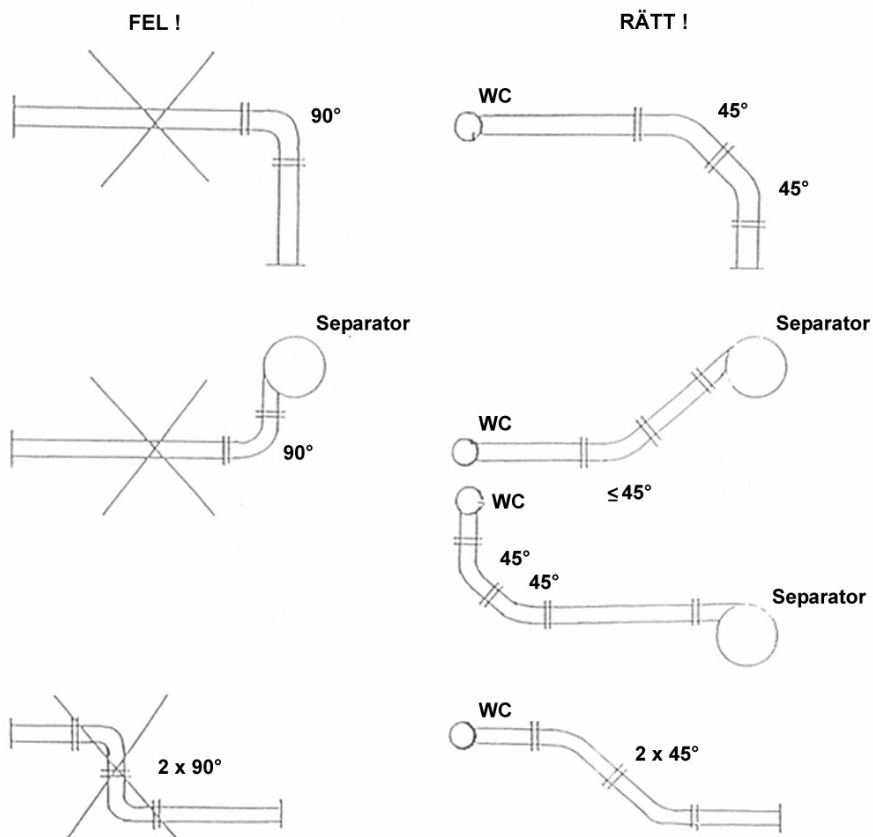 FEL !
RÄTT !
90°
WC
45°
45°
Separator
90°
Separator
WC
≤ 45°
WC
45°
45°
Separator
2 x 90°
WC
2 x 45°